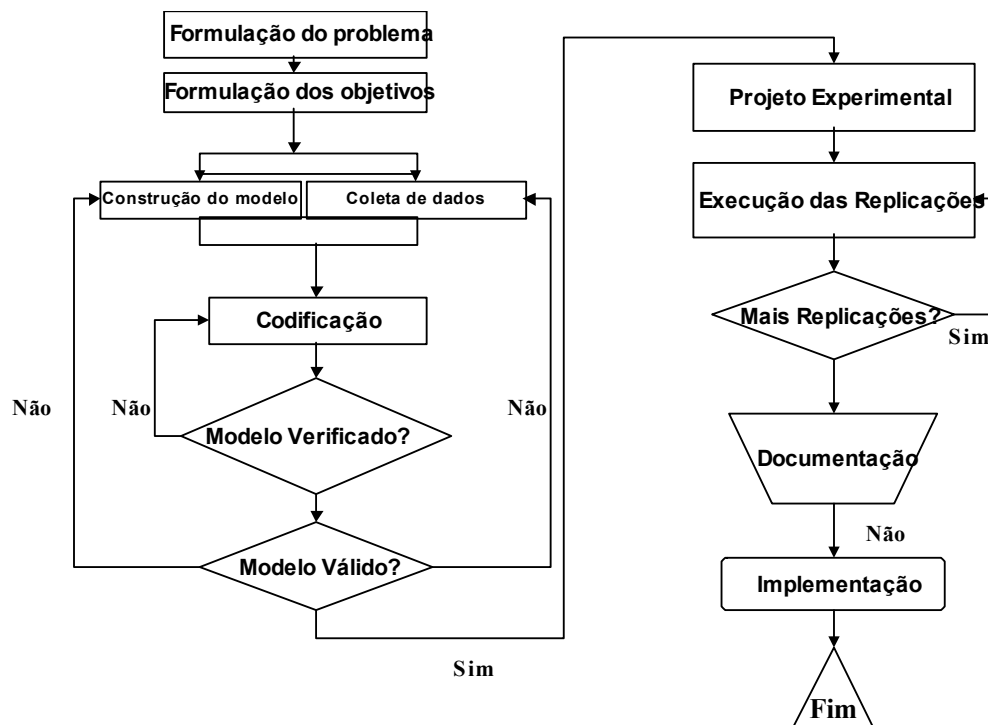 Formulação do problema
Formulação dos objetivos
Construção do modelo
Coleta de dados
Codificação
Não
Não
Não
Modelo Verificado?
Modelo Válido?
Sim
Projeto Experimental
Execução das Replicações
Mais Replicações?
Sim
Documentação
Não
Implementação
Fim